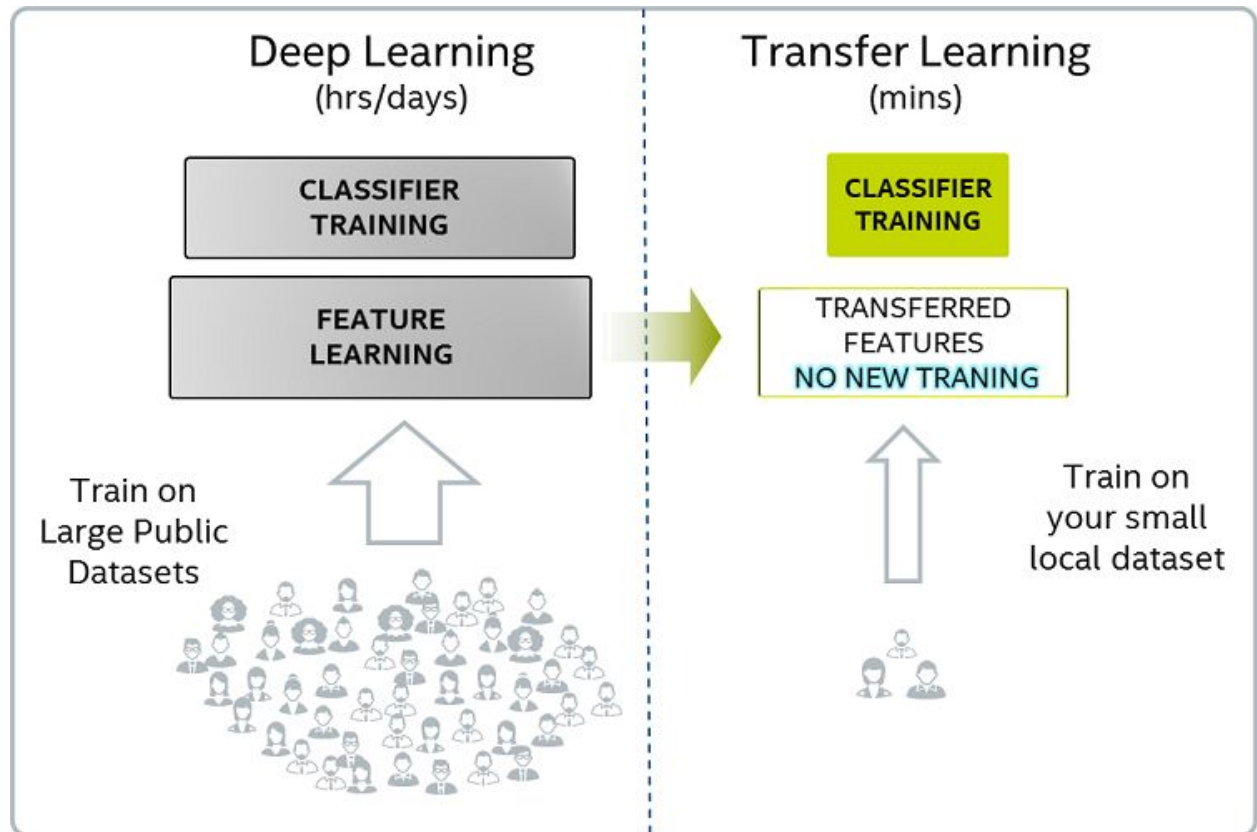 Deep Learning
(hrs/days)
CLASSIFIER
TRAINING
FEATURE
LEARNING
Train on
Large Public
Datasets
Transfer Learning
(mins)
CLASSIFIER
TRAINING
TRANSFERRED
FEATURES
NO NEW TRANING
Train on
your small
local dataset